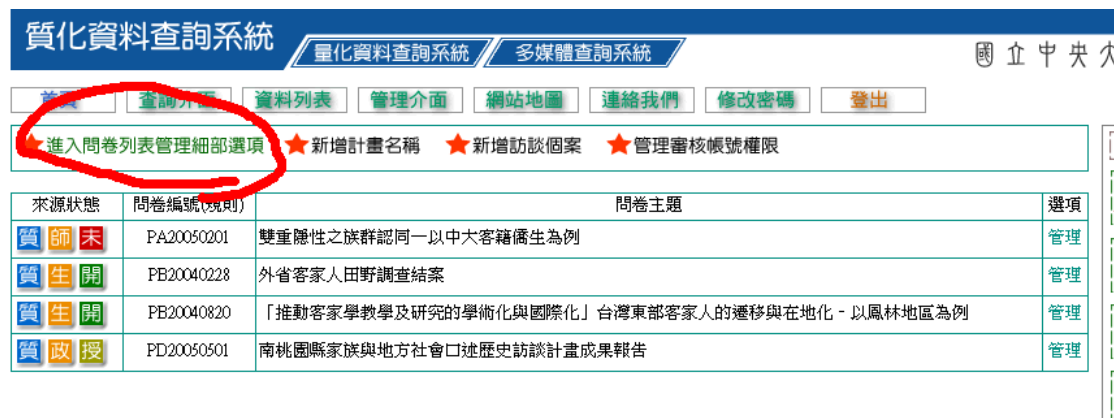 質化資料查詢系統 量化資料查詢系統 多媒體查詢系統 國立中央
首頁 查詢介面 資料列表 管理介面 網站地圖 連絡我們 修改密碼 登出
★進入問卷列表管理細部選項 ★新增計畫名稱 ★新增訪談個案 ★管理審核帳號權限
來源狀態 問卷編號(規則) 問卷主題 選項
質 師 未 PA20050201 雙重隱性之族群認同一以中大客籍僑生為例 管理
質 生 開 PB20040228 外省客家人田野調查結案 管理
質 生 開 PB20040820 「推動客家學教學及研究的學術化與國際化」台灣東部客家人的遷移與在地化－以鳳林地區為例 管理
質 政 授 PD20050501 南桃園縣家族與地方社會口述歷史訪談計畫成果報告 管理